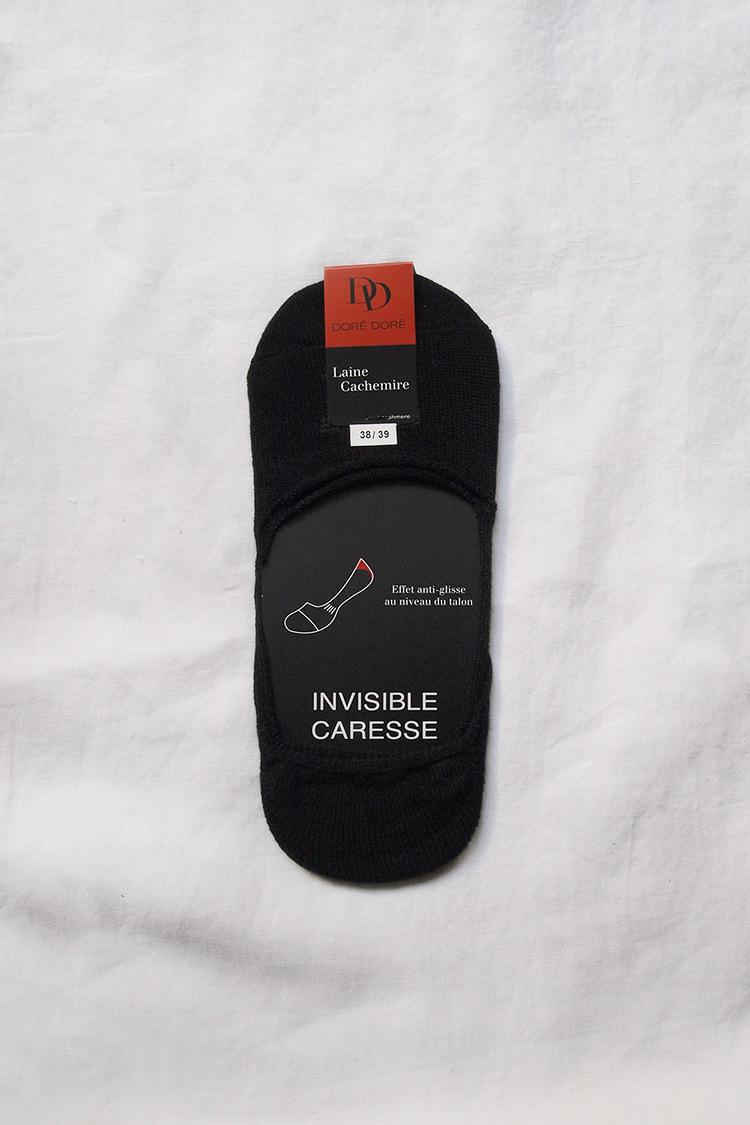 DD
DORÉ DORÉ
Laine
Cachemire
38/39
Effet anti-glisse
au niveau du talon
INVISIBLE
CARESSE